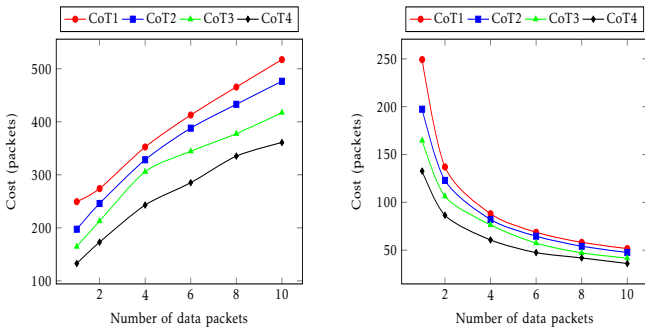 CoT1 CoT2 CoT3 CoT4
500
400
300
200
100
Cost (packets)
2 4 6 8 10
Number of data packets
CoT1 CoT2 CoT3 CoT4
250
200
150
100
50
Cost (packets)
2 4 6 8 10
Number of data packets